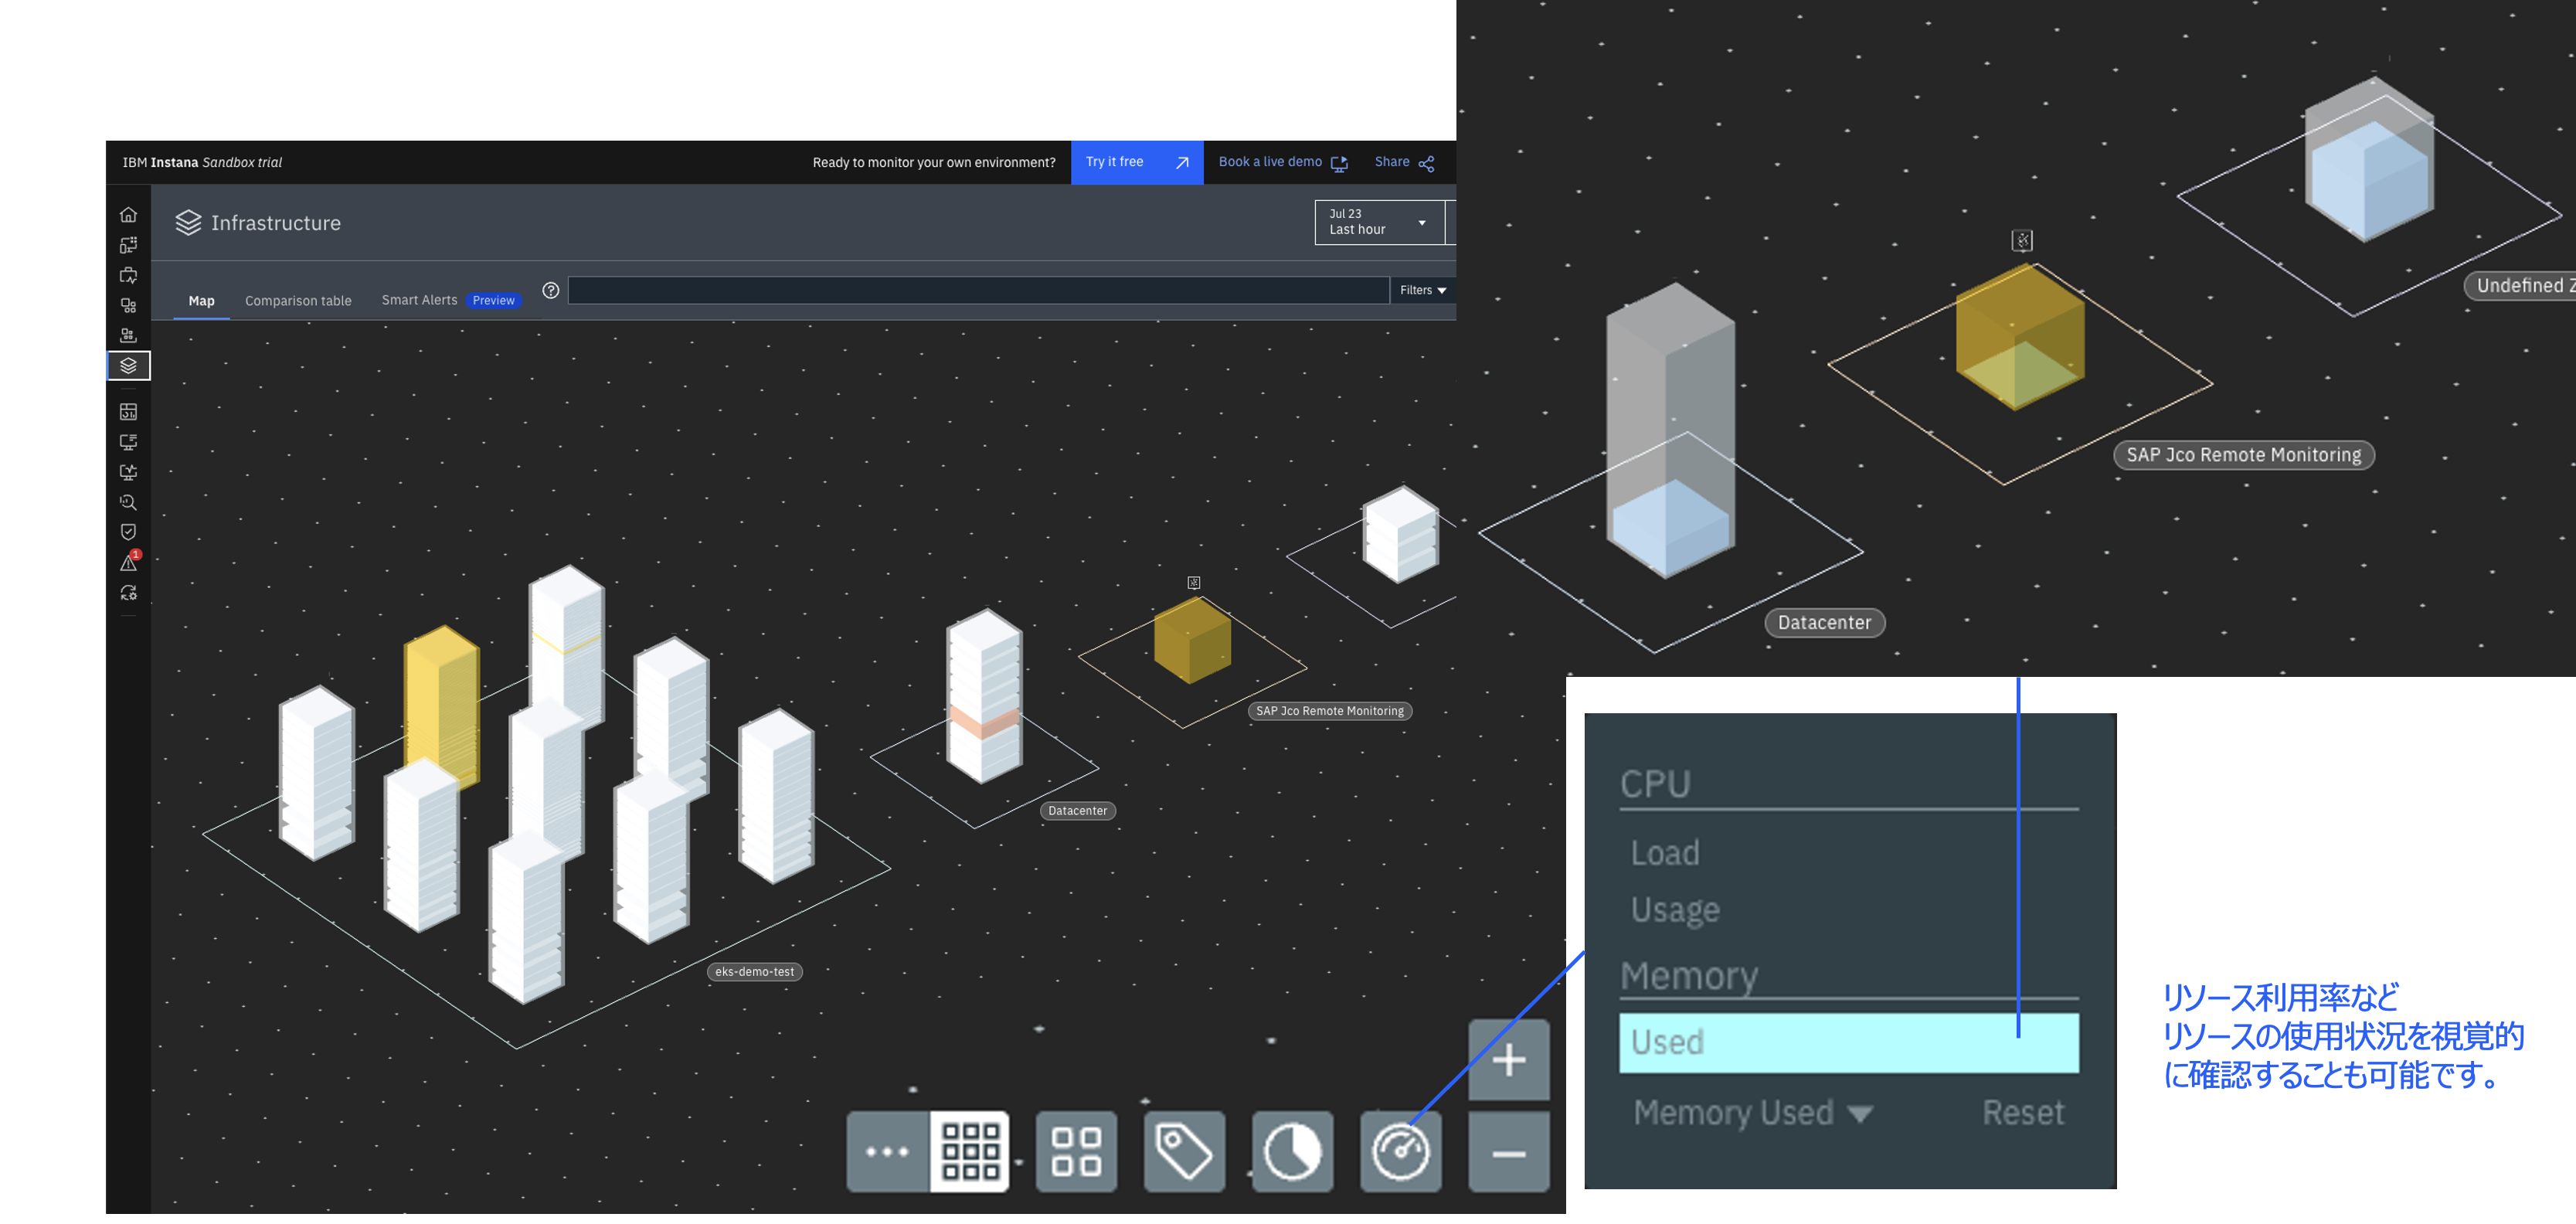 IBM Instana Sandbox trial
Ready to monitor your own environment?
Try it free
Book a live demo
Share
Infrastructure
Jul 23
Last hour
Map
Comparison table
Smart Alerts
Preview
?
Filters
1
SAP Jco Remote Monitoring
Datacenter
eks-demo-test
Undefined Z
SAP Jco Remote Monitoring
Datacenter
CPU
Load
Usage
Memory
Used
Memory Used
Reset
リソース利用率など
リソースの使用状況を視覚的
に確認することも可能です。